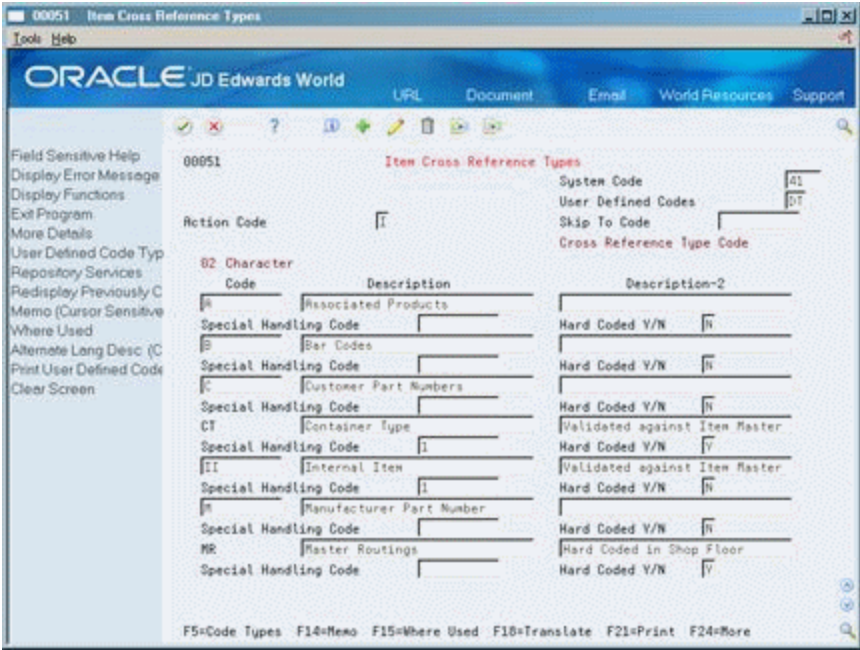 00051 Item Cross Reference Types
Tools Help
ORACLE JD Edwards World
URL Document Email World Resources Support
Field Sensitive Help
Display Error Message
Display Functions
Exit Program
More Details
User Defined Code Typ
Repository Services
Redisplay Previously C
Memo (Cursor Sensitive
Where Used
Alternate Lang Desc (C
Print User Defined Code
Clear Screen
00051 Item Cross Reference Types
System Code 41
User Defined Codes DT
Action Code I Skip To Code
Cross Reference Type Code
02 Character
Code Description Description-2
A Associated Products
Special Handling Code Hard Coded Y/N N
B Bar Codes
Special Handling Code Hard Coded Y/N N
C Customer Part Numbers
Special Handling Code Hard Coded Y/N N
CT Container Type Validated against Item Master
Special Handling Code 1 Hard Coded Y/N Y
II Internal Item Validated against Item Master
Special Handling Code 1 Hard Coded Y/N N
M Manufacturer Part Number
Special Handling Code Hard Coded Y/N N
MR Master Routings Hard Coded in Shop Floor
Special Handling Code Hard Coded Y/N Y
F5=Code Types F14=Memo F15=Where Used F18=Translate F21=Print F24=More